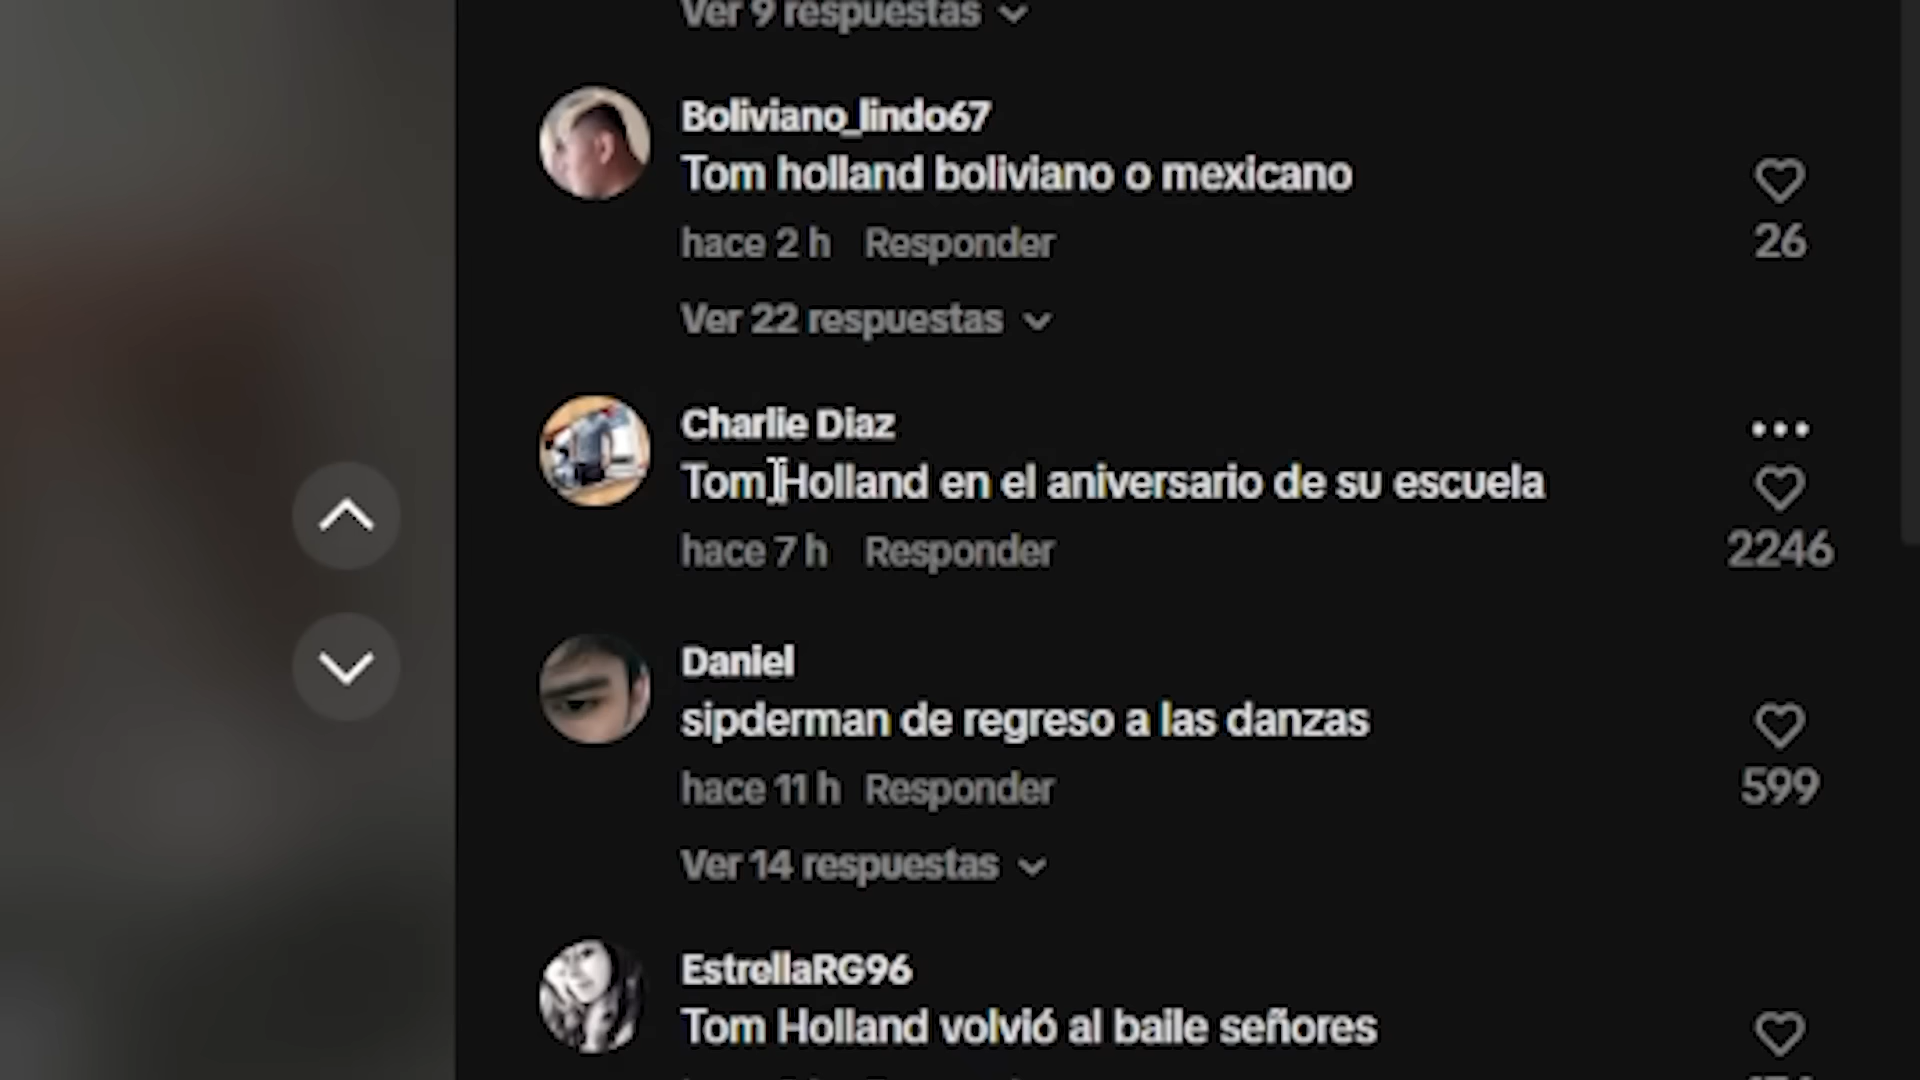 Ver 9 respuestas
Boliviano_lindo67
Tom holland boliviano o mexicano
hace 2 h Responder
26
Ver 22 respuestas
Charlie Diaz
Tom Holland en el aniversario de su escuela
hace 7 h Responder
2246
Daniel
sipderman de regreso a las danzas
hace 11 h Responder
599
Ver 14 respuestas
EstrellaRG96
Tom Holland volvió al baile señores